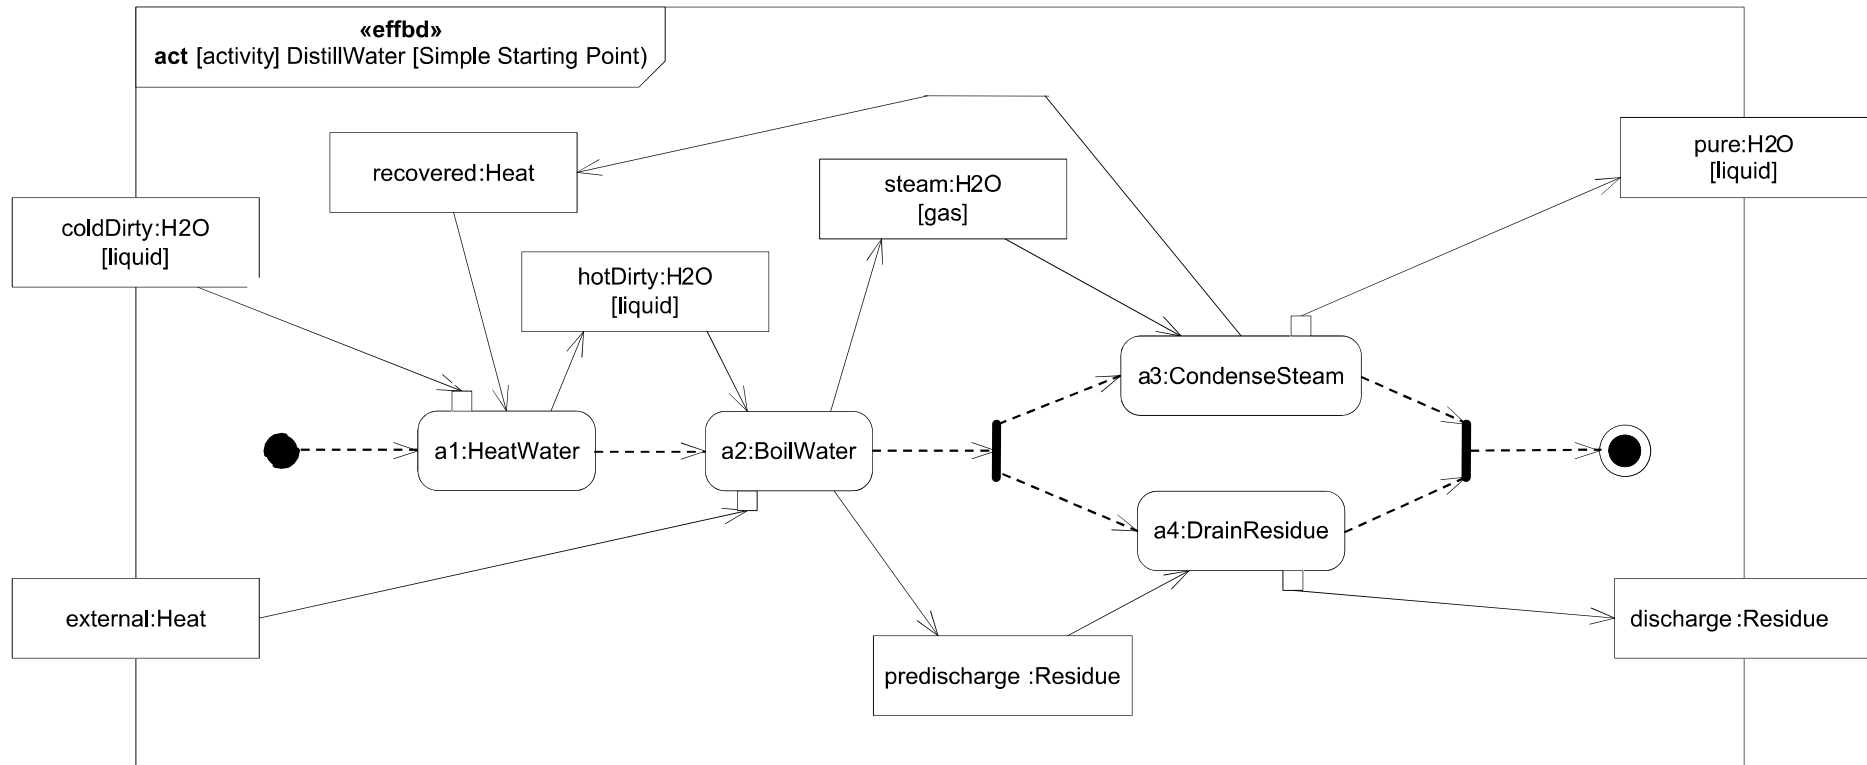 «effbd»
act [activity] DistillWater [Simple Starting Point)
recovered:Heat
coldDirty:H2O
[liquid]
hotDirty:H2O
[liquid]
steam:H2O
[gas]
pure:H2O
[liquid]
a1:HeatWater
a2:BoilWater
a3:CondenseSteam
a4:DrainResidue
external:Heat
predischarge :Residue
discharge :Residue